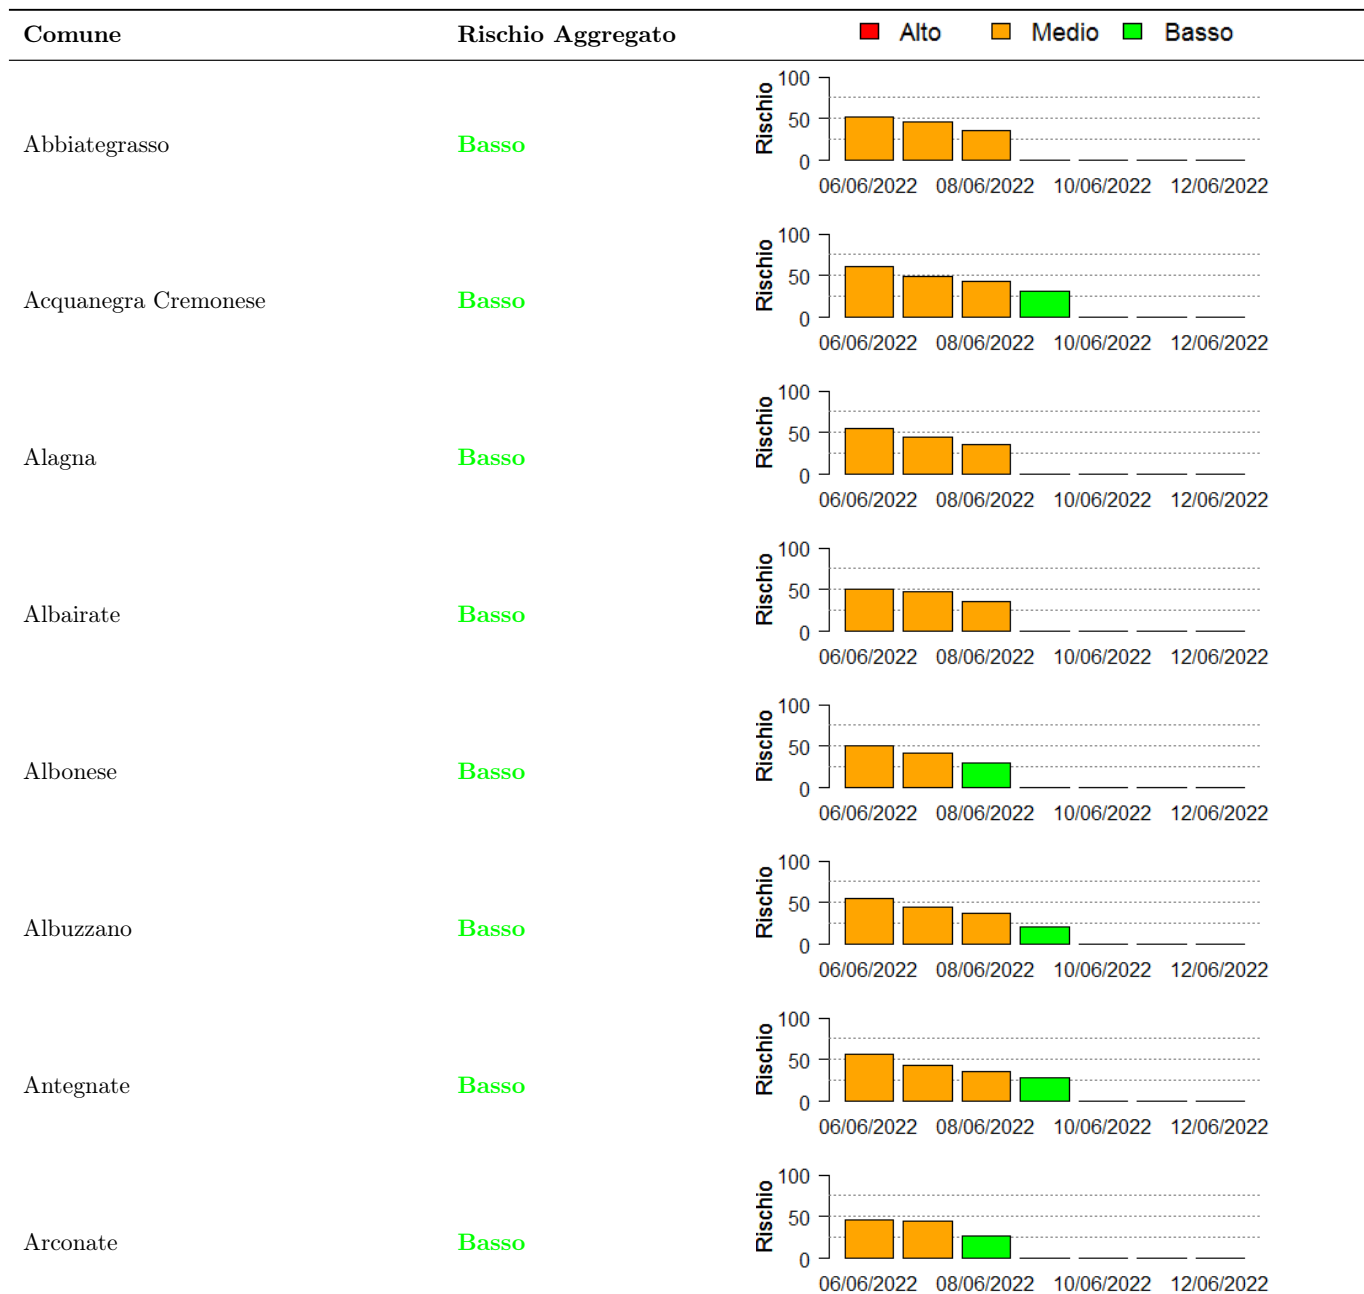 Comune Rischio Aggregato Alto Medio Basso
Abbiategrasso Basso
Rischio
100
50
0
06/06/2022 08/06/2022 10/06/2022 12/06/2022
Acquanegra Cremonese Basso
Rischio
100
50
0
06/06/2022 08/06/2022 10/06/2022 12/06/2022
Alagna Basso
Rischio
100
50
0
06/06/2022 08/06/2022 10/06/2022 12/06/2022
Albairate Basso
Rischio
100
50
0
06/06/2022 08/06/2022 10/06/2022 12/06/2022
Albonese Basso
Rischio
100
50
0
06/06/2022 08/06/2022 10/06/2022 12/06/2022
Albuzzano Basso
Rischio
100
50
0
06/06/2022 08/06/2022 10/06/2022 12/06/2022
Antegnate Basso
Rischio
100
50
0
06/06/2022 08/06/2022 10/06/2022 12/06/2022
Arconate Basso
Rischio
100
50
0
06/06/2022 08/06/2022 10/06/2022 12/06/2022